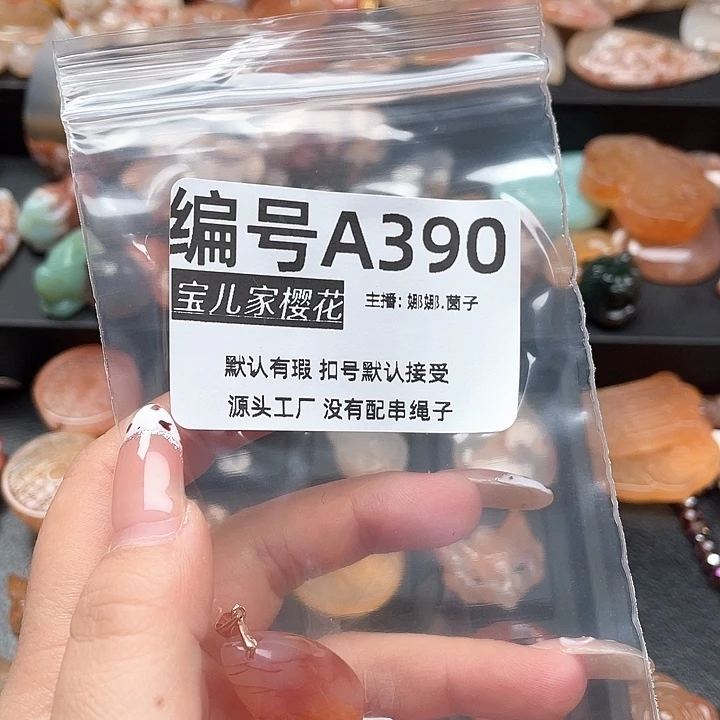 编号A390
宝儿家樱花 主播:娜娜.茵子
默认有瑕 扣号默认接受
源头工厂 没有配串绳子